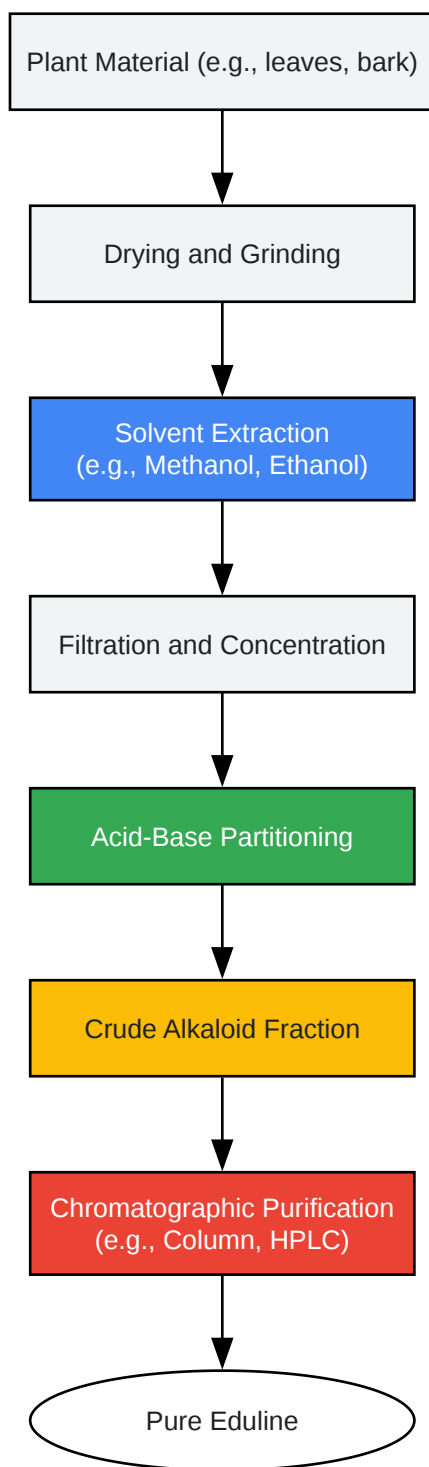 Plant Material (e.g., leaves, bark)
Drying and Grinding
Solvent Extraction
(e.g., Methanol, Ethanol)
Filtration and Concentration
Acid-Base Partitioning
Crude Alkaloid Fraction
Chromatographic Purification
(e.g., Column, HPLC)
Pure Eduline